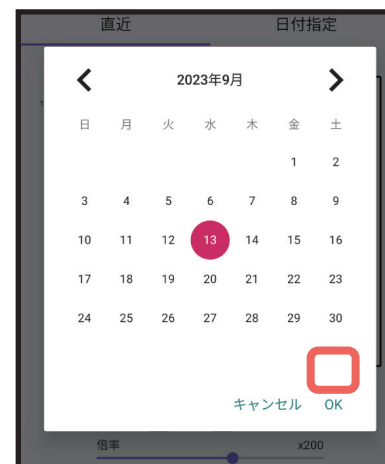 直近 日付指定
2023年9月
日 月 火 水 木 金 土
1 2
3 4 5 6 7 8 9
10 11 12 13 14 15 16
17 18 19 20 21 22 23
24 25 26 27 28 29 30
キャンセル OK
倍率 x200